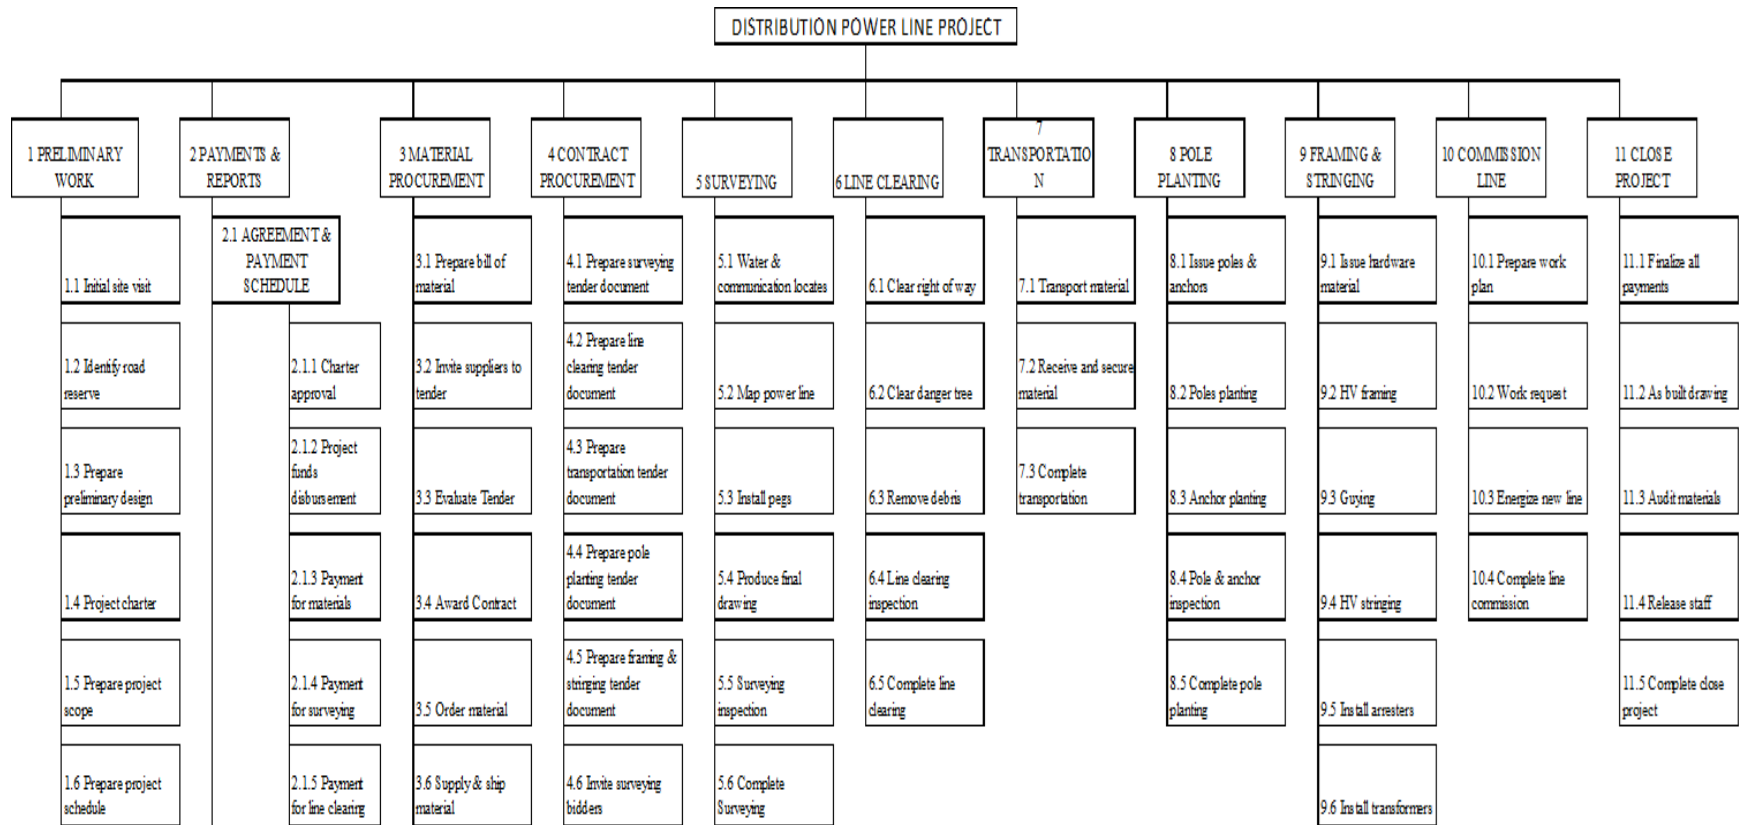 DISTRIBUTION POWER LINE PROJECT
1 PRELIMINARY
WORK
1.1 Initial site visit
1.2 Identify road
reserve
1.3 Prepare
preliminary design
1.4 Project charter
1.5 Prepare project
scope
1.6 Prepare project
schedule
2 PAYMENTS &
REPORTS
2.1 AGREEMENT &
PAYMENT
SCHEDULE
2.1.1 Charter
approval
2.1.2 Project
funds
disbursement
2.1.3 Payment
for materials
2.1.4 Payment
for surveying
2.1.5 Payment
for line clearing
3 MATERIAL
PROCUREMENT
3.1 Prepare bill of
material
3.2 Invite suppliers to
tender
3.3 Evaluate Tender
3.4 Award Contract
3.5 Order material
3.6 Supply & ship
material
4 CONTRACT
PROCUREMENT
4.1 Prepare surveying
tender document
4.2 Prepare line
clearing tender
document
4.3 Prepare
transportation tender
document
4.4 Prepare pole
planting tender
document
4.5 Prepare framing &
stringing tender
document
4.6 Invite surveying
bidders
5 SURVEYING
5.1 Water &
communication locates
5.2 Map power line
5.3 Install pegs
5.4 Produce final
drawing
5.5 Surveying
inspection
5.6 Complete
Surveying
6 LINE CLEARING
6.1 Clear right of way
6.2 Clear danger tree
6.3 Remove debris
6.4 Line clearing
inspection
6.5 Complete line
clearing
7
TRANSPORTATIO
N
7.1 Transport material
7.2 Receive and secure
material
7.3 Complete
transportation
8 POLE
PLANTING
8.1 Issue poles &
anchors
8.2 Poles planting
8.3 Anchor planting
8.4 Pole & anchor
inspection
8.5 Complete pole
planting
9 FRAMING &
STRINGING
9.1 Issue hardware
material
9.2 HV framing
9.3 Guying
9.4 HV stringing
9.5 Install arresters
9.6 Install transformers
10 COMMISSION
LINE
10.1 Prepare work
plan
10.2 Work request
10.3 Energize new line
10.4 Complete line
commission
11 CLOSE
PROJECT
11.1 Finalize all
payments
11.2 As built drawing
11.3 Audit materials
11.4 Release staff
11.5 Complete close
project